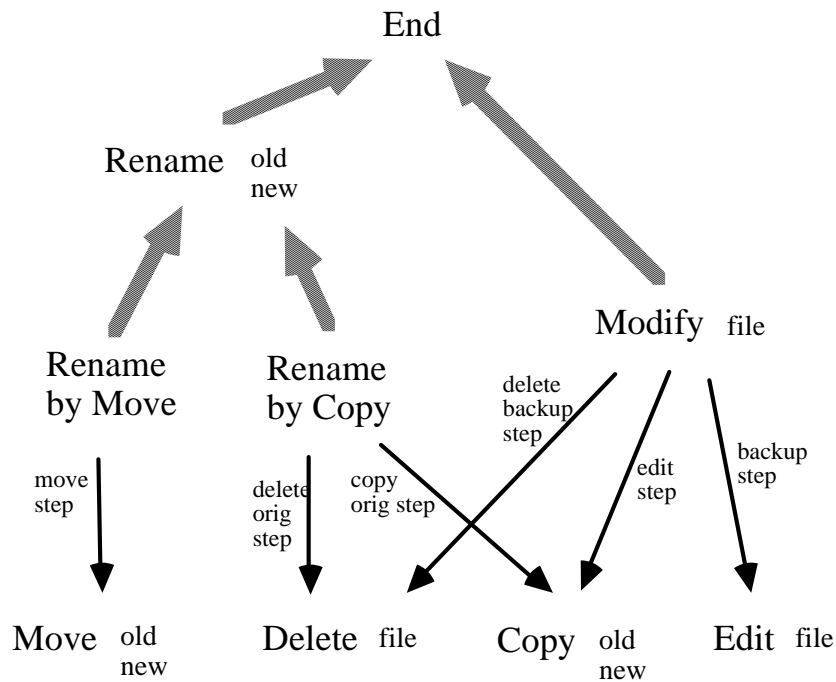 End
Rename old
new
Modify file
Rename
by Move
Rename
by Copy
delete
backup
step
move
step
delete
orig
step
copy
orig step
edit
step
backup
step
Move old
new
Delete file
Copy old
new
Edit file